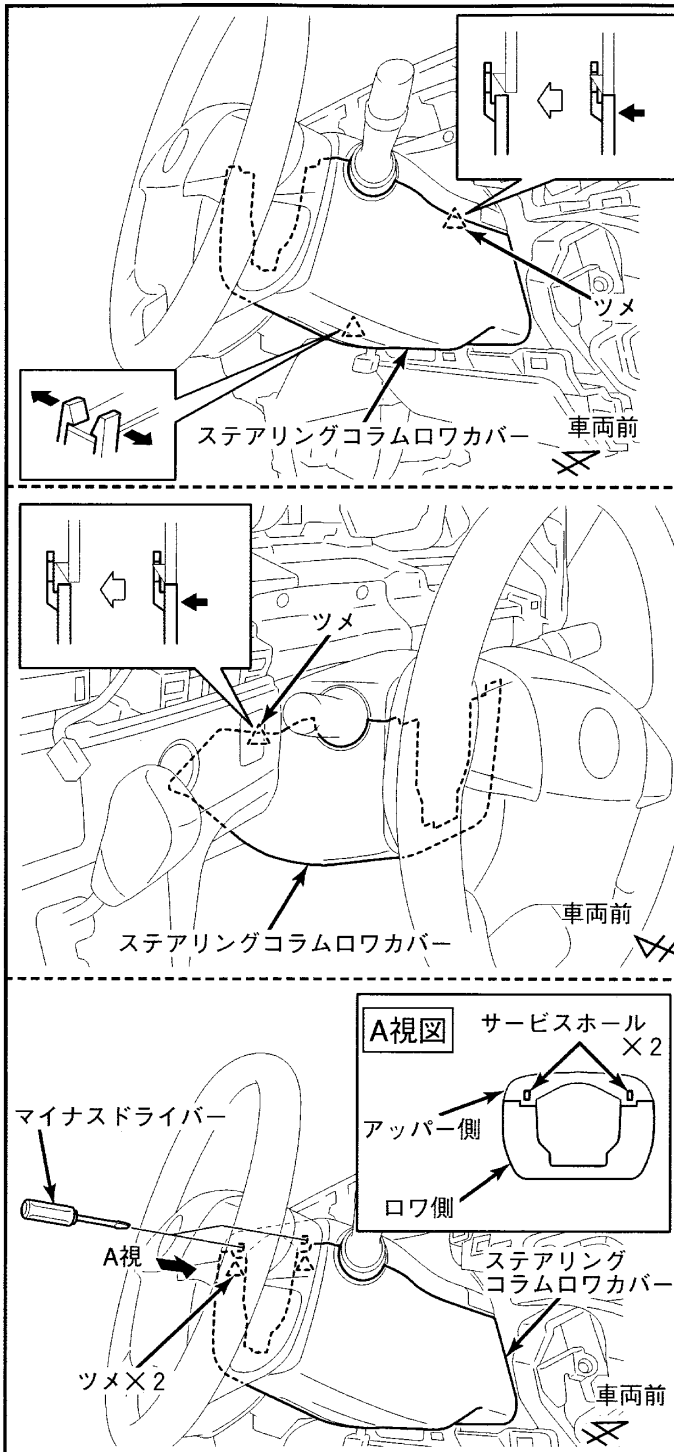 ツメ
ステアリングコラムロワカバー
車両前
ツメ
車両前
ステアリングコラムロワカバー
A視図
サービスホール
×2
アッパー側
ロワ側
マイナスドライバー
A視
ステアリング
コラムロワカバー
ツメ×2
車両前